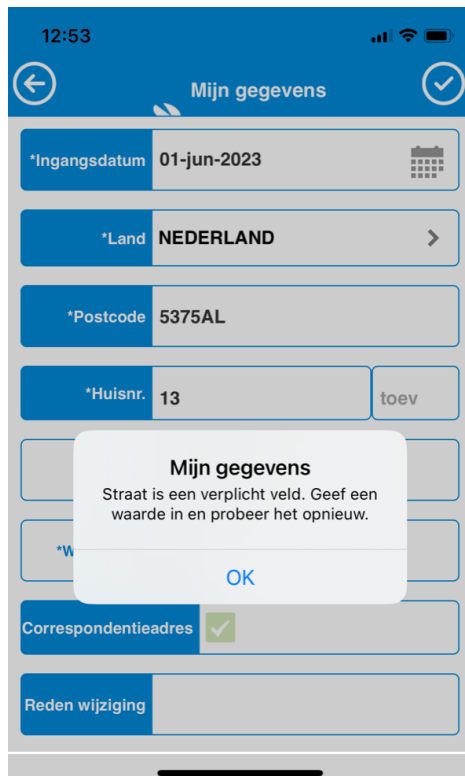 12:53
Mijn gegevens
*Ingangsdatum 01-jun-2023
*Land NEDERLAND
*Postcode 5375AL
*Huisnr. 13 toev
Mijn gegevens
Straat is een verplicht veld. Geef een
waarde in en probeer het opnieuw.
*W
OK
Correspondentieadres
Reden wijziging